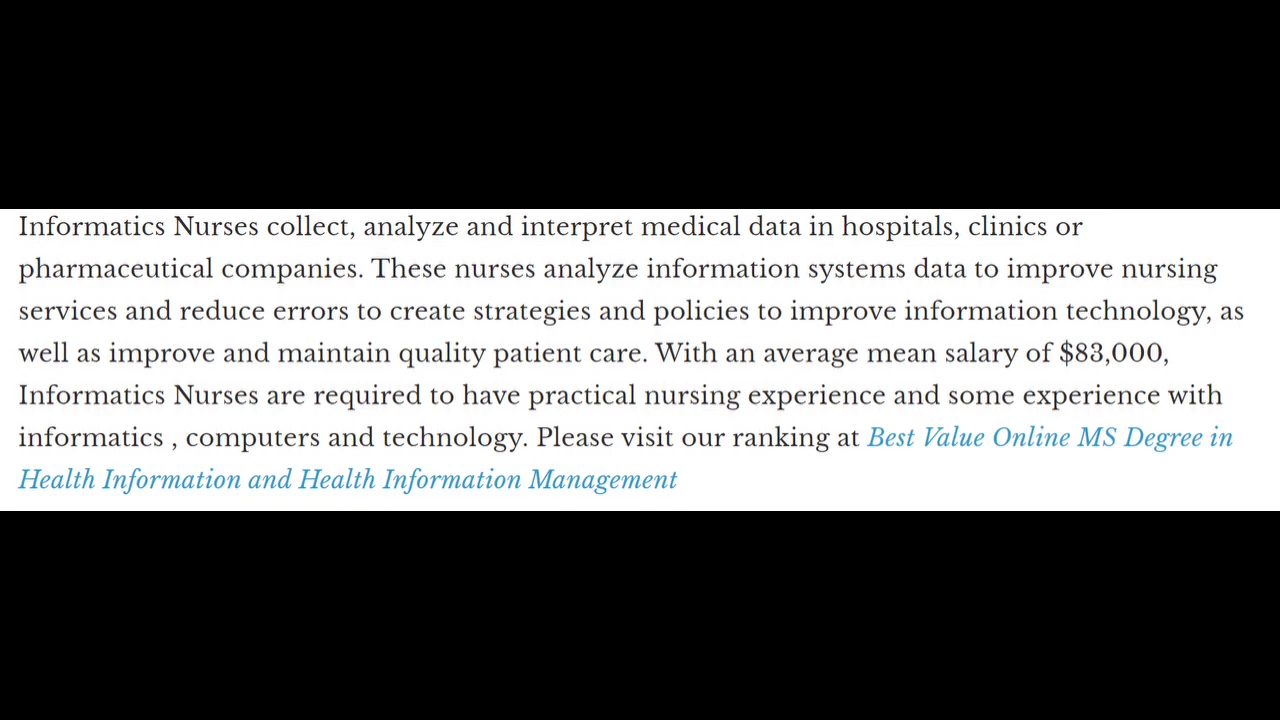 Informatics Nurses collect, analyze and interpret medical data in hospitals, clinics or
pharmaceutical companies. These nurses analyze information systems data to improve nursing
services and reduce errors to create strategies and policies to improve information technology, as
well as improve and maintain quality patient care. With an average mean salary of $83,000,
Informatics Nurses are required to have practical nursing experience and some experience with
informatics , computers and technology. Please visit our ranking at Best Value Online MS Degree in
Health Information and Health Information Management